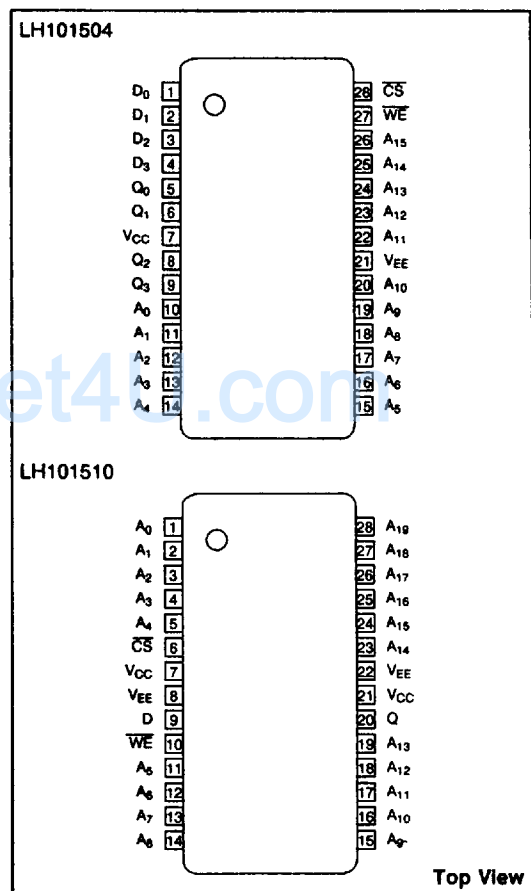 LH101504
D0 1 28 CS
D1 2 27 WE
D2 3 26 A15
D3 4 25 A14
Q0 5 24 A13
Q1 6 23 A12
VCC 7 22 A11
Q2 8 21 VEE
Q3 9 20 A10
A0 10 19 A9
A1 11 18 A8
A2 12 17 A7
A3 13 16 A6
A4 14 15 A5
et4U.com
LH101510
A0 1 28 A19
A1 2 27 A18
A2 3 26 A17
A3 4 25 A16
A4 5 24 A15
CS 6 23 A14
VCC 7 22 VEE
VEE 8 21 VCC
D 9 20 Q
WE 10 19 A13
A5 11 18 A12
A6 12 17 A11
A7 13 16 A10
A8 14 15 A9
Top View